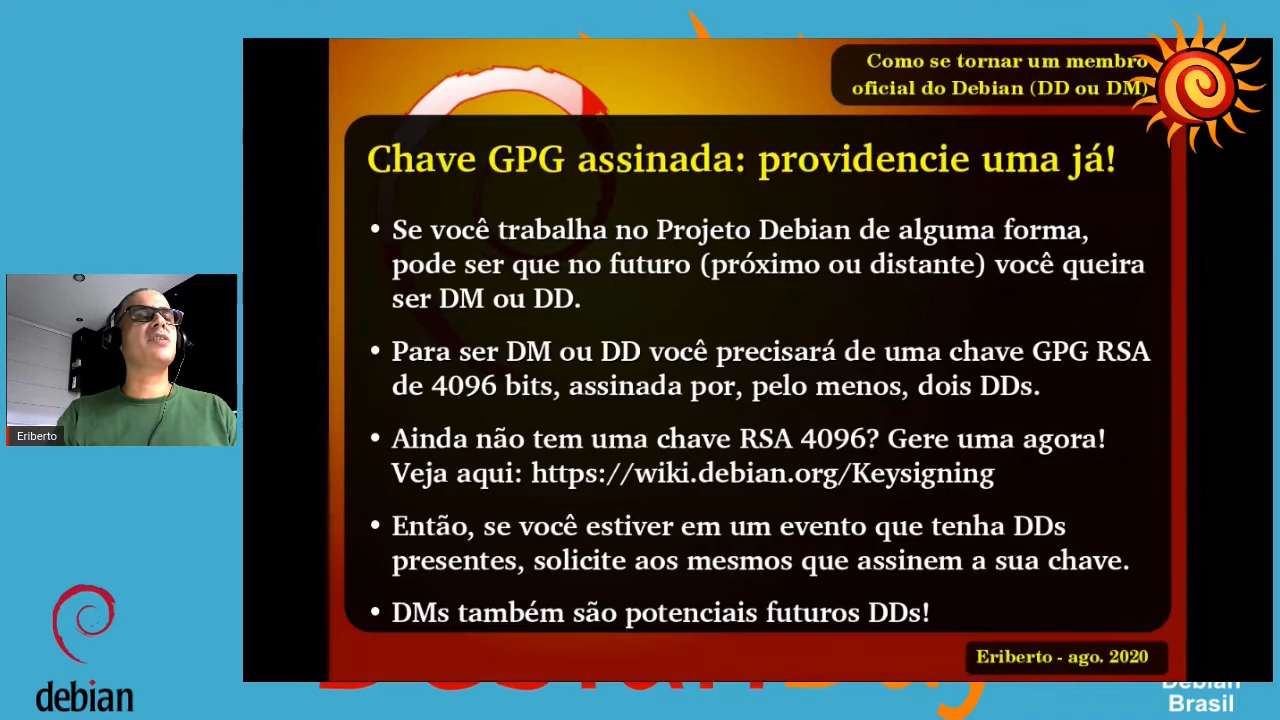 Como se tornar um membro
oficial do Debian (DD ou DM)
Chave GPG assinada: providencie uma já!
• Se você trabalha no Projeto Debian de alguma forma,
pode ser que no futuro (próximo ou distante) você queira
ser DM ou DD.
• Para ser DM ou DD você precisará de uma chave GPG RSA
de 4096 bits, assinada por, pelo menos, dois DDs.
• Ainda não tem uma chave RSA 4096? Gere uma agora!
Veja aqui: https://wiki.debian.org/Keysigning
• Então, se você estiver em um evento que tenha DDs
presentes, solicite aos mesmos que assinem a sua chave.
• DMs também são potenciais futuros DDs!
Eriberto - ago. 2020
Eriberto
debian
Debian
Brasil